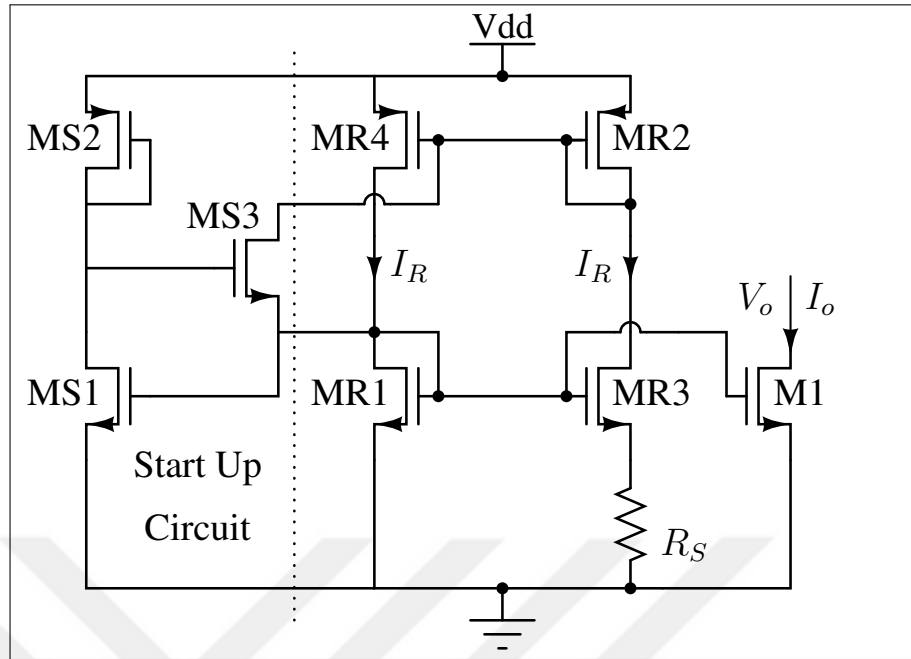 Vdd
MS2
MR4
MR2
MS3
I_R
I_R
V_o
I_o
MS1
MR1
MR3
M1
Start Up
Circuit
R_S